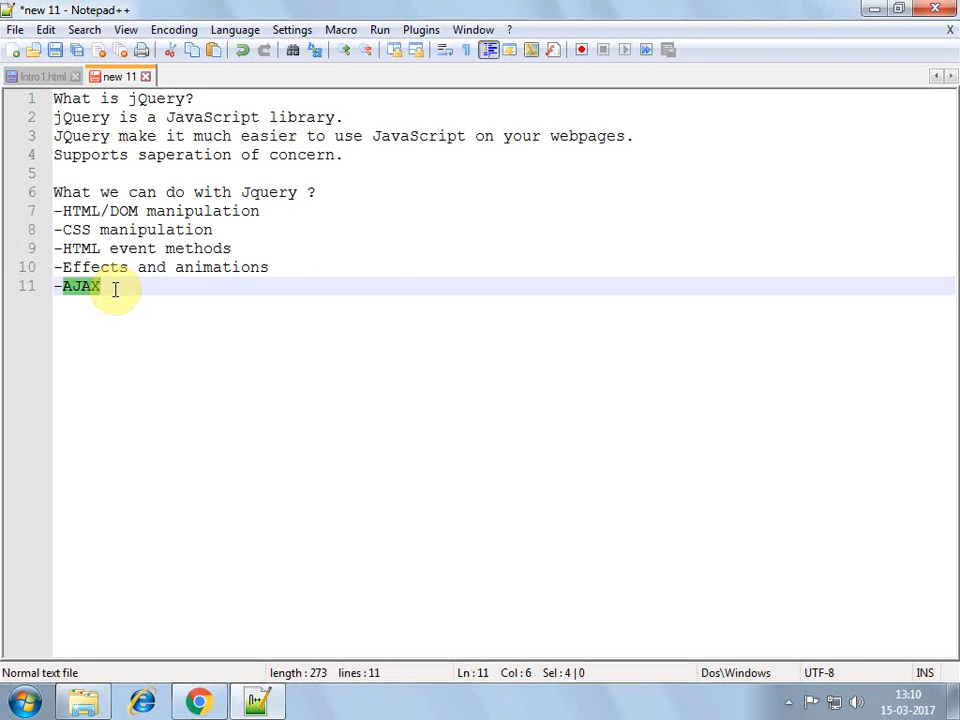 *new 11 - Notepad++
File Edit Search View Encoding Language Settings Macro Run Plugins Window ? X
Intro1.html new 11
1 What is jQuery?
2 jQuery is a JavaScript library.
3 JQuery make it much easier to use JavaScript on your webpages.
4 Supports saperation of concern.
5
6 What we can do with Jquery ?
7 -HTML/DOM manipulation
8 -CSS manipulation
9 -HTML event methods
10 -Effects and animations
11 -AJAX
Normal text file length : 273 lines : 11 Ln : 11 Col : 6 Sel : 4 | 0 Dos\Windows UTF-8 INS
13:10
15-03-2017